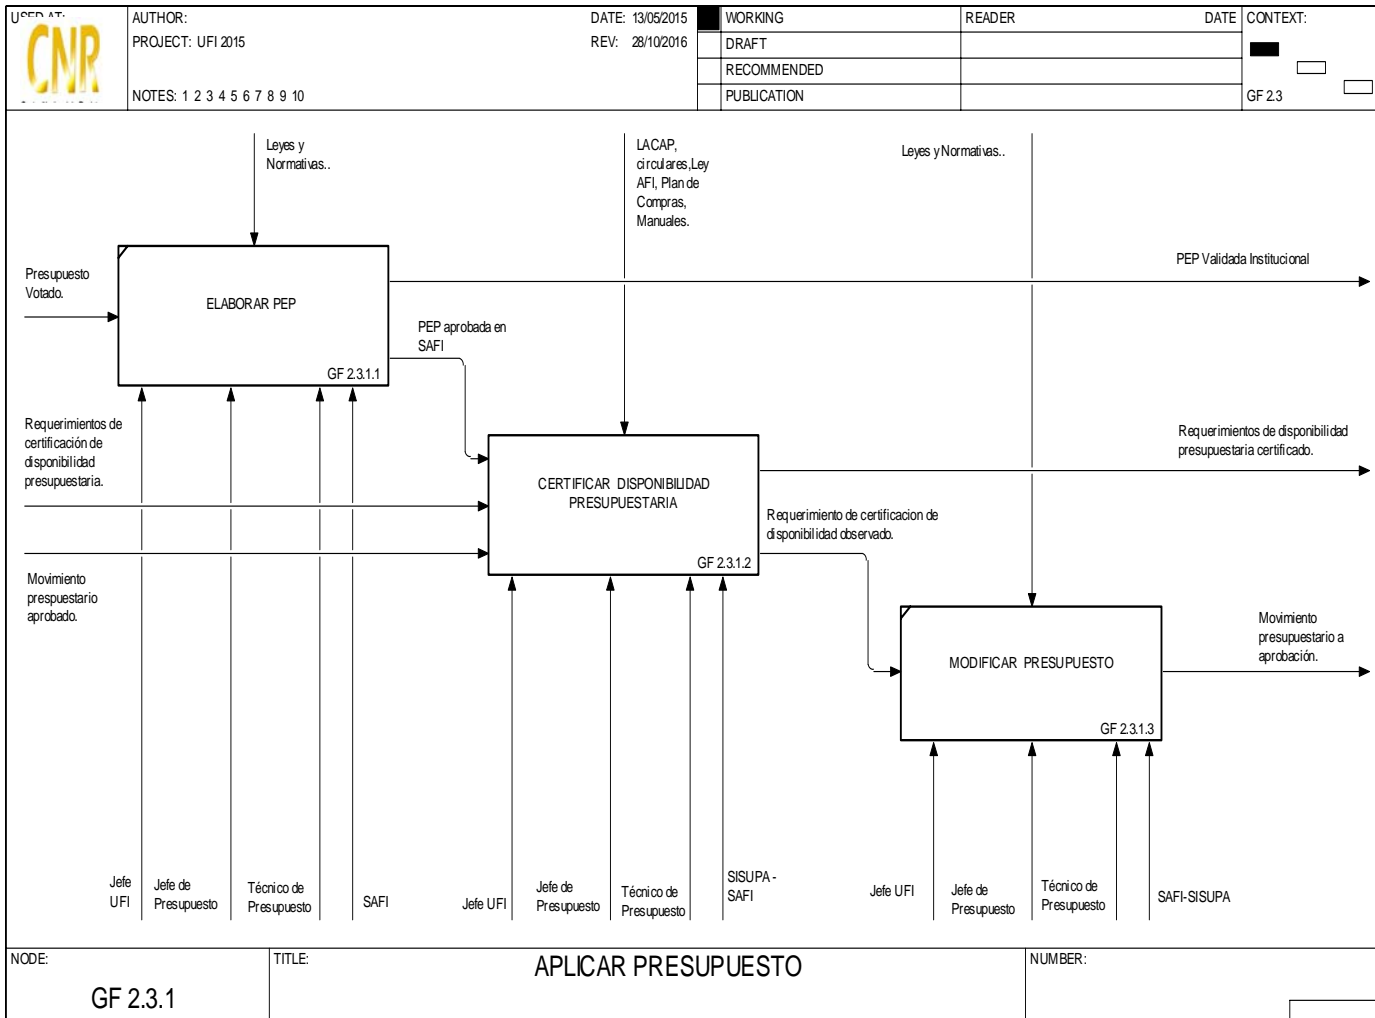 USED AT:
CNR
AUTHOR:
DATE: 13/05/2015
PROJECT: UFI 2015
REV: 28/10/2016
NOTES: 1 2 3 4 5 6 7 8 9 10
WORKING
DRAFT
RECOMMENDED
PUBLICATION
READER
DATE
CONTEXT:
GF 2.3
Leyes y
Normativas..
LACAP,
circulares,Ley
AFI, Plan de
Compras,
Manuales.
Leyes y Normativas..
Presupuesto
Votado.
ELABORAR PEP
GF 2.3.1.1
PEP Validada Institucional
PEP aprobada en
SAFI
Requerimientos de
certificación de
disponibilidad
presupuestaria.
CERTIFICAR DISPONIBILIDAD
PRESUPUESTARIA
GF 2.3.1.2
Requerimientos de disponibilidad
presupuestaria certificado.
Requerimiento de certificacion de
disponibilidad observado.
Movimiento
prespuestario
aprobado.
MODIFICAR PRESUPUESTO
GF 2.3.1.3
Movimiento
presupuestario a
aprobación.
Jefe
UFI
Jefe de
Presupuesto
Técnico de
Presupuesto
SAFI
Jefe UFI
Jefe de
Presupuesto
Técnico de
Presupuesto
SISUPA -
SAFI
Jefe UFI
Jefe de
Presupuesto
Técnico de
Presupuesto
SAFI-SISUPA
NODE:
GF 2.3.1
TITLE:
APLICAR PRESUPUESTO
NUMBER: